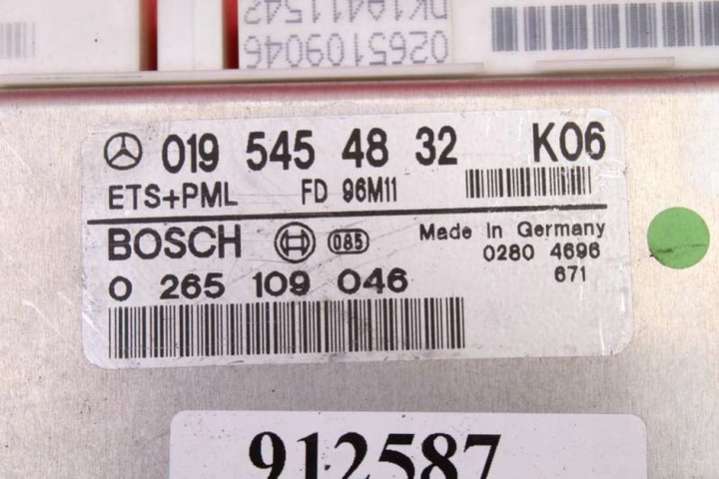 DK10411542
0265109046
019 545 48 32 K06
ETS+PML FD 96M11
BOSCH 085 Made in Germany
0 265 109 046 0280 4696
671
912587